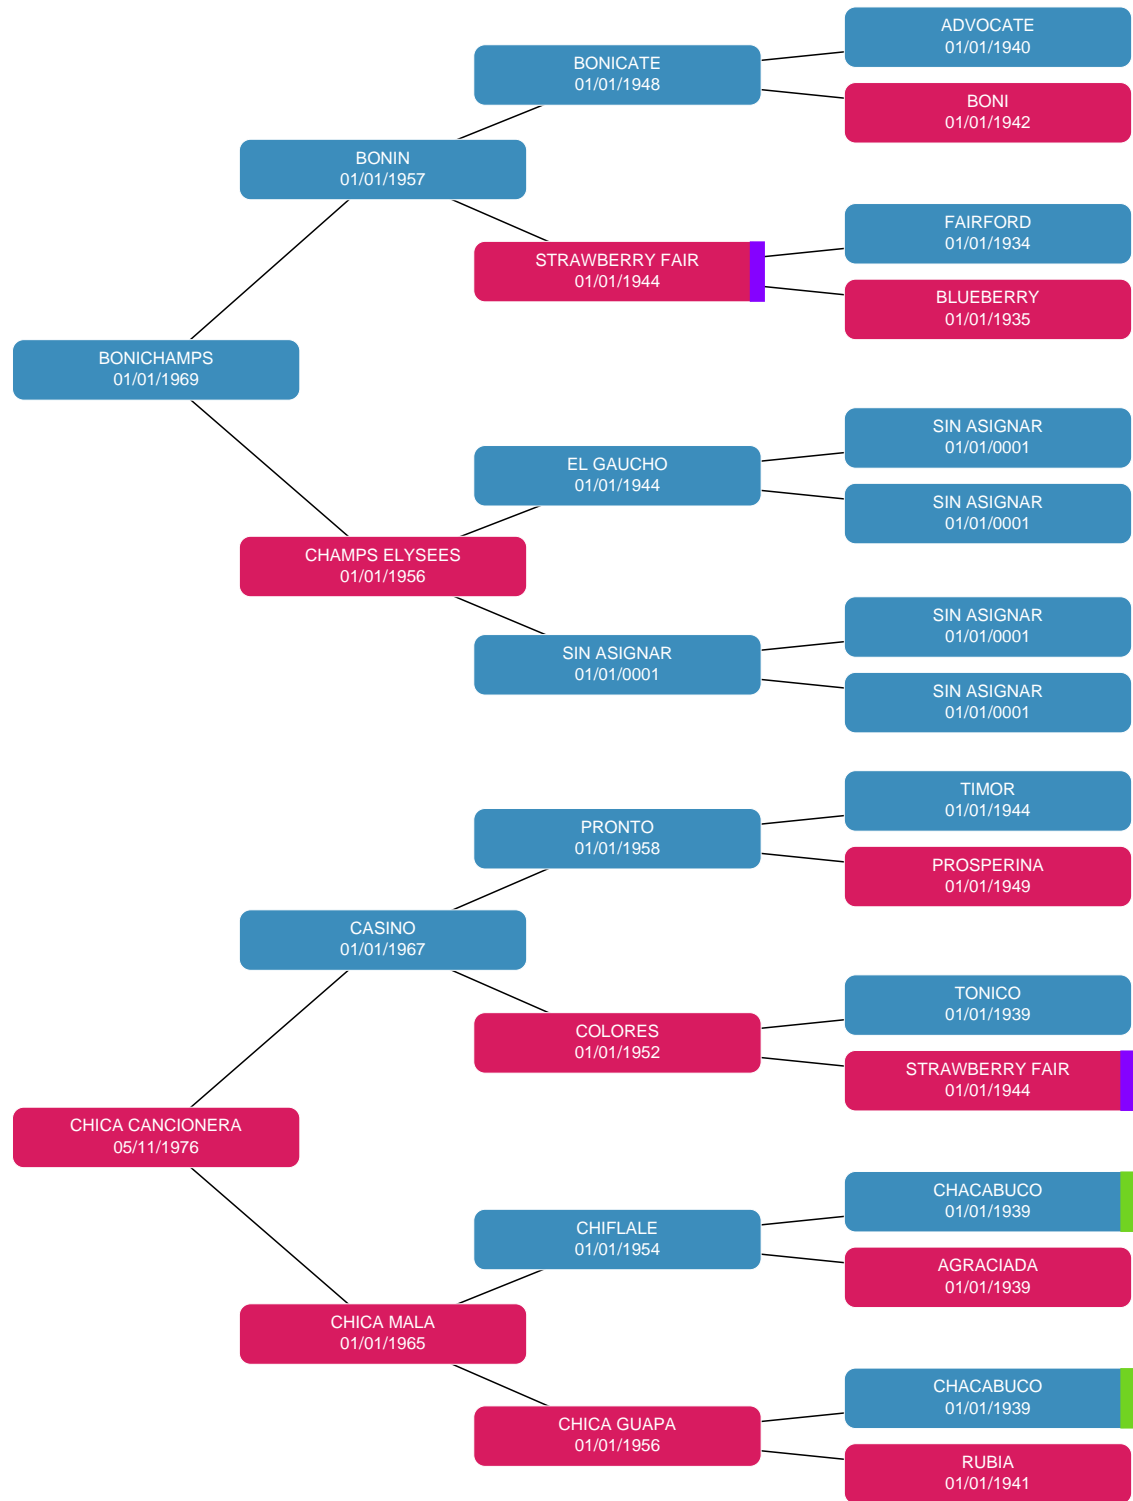 ADVOCATE
01/01/1940
BONICATE
01/01/1948
BONI
01/01/1942
BONIN
01/01/1957
FAIRFORD
01/01/1934
STRAWBERRY FAIR
01/01/1944
BLUEBERRY
01/01/1935
BONICHAMPS
01/01/1969
SIN ASIGNAR
01/01/0001
EL GAUCHO
01/01/1944
SIN ASIGNAR
01/01/0001
CHAMPS ELYSEES
01/01/1956
SIN ASIGNAR
01/01/0001
SIN ASIGNAR
01/01/0001
SIN ASIGNAR
01/01/0001
TIMOR
01/01/1944
PRONTO
01/01/1958
PROSPERINA
01/01/1949
CASINO
01/01/1967
TONICO
01/01/1939
COLORES
01/01/1952
STRAWBERRY FAIR
01/01/1944
CHICA CANCIONERA
05/11/1976
CHACABUCO
01/01/1939
CHIFLALE
01/01/1954
AGRACIADA
01/01/1939
CHICA MALA
01/01/1965
CHACABUCO
01/01/1939
CHICA GUAPA
01/01/1956
RUBIA
01/01/1941